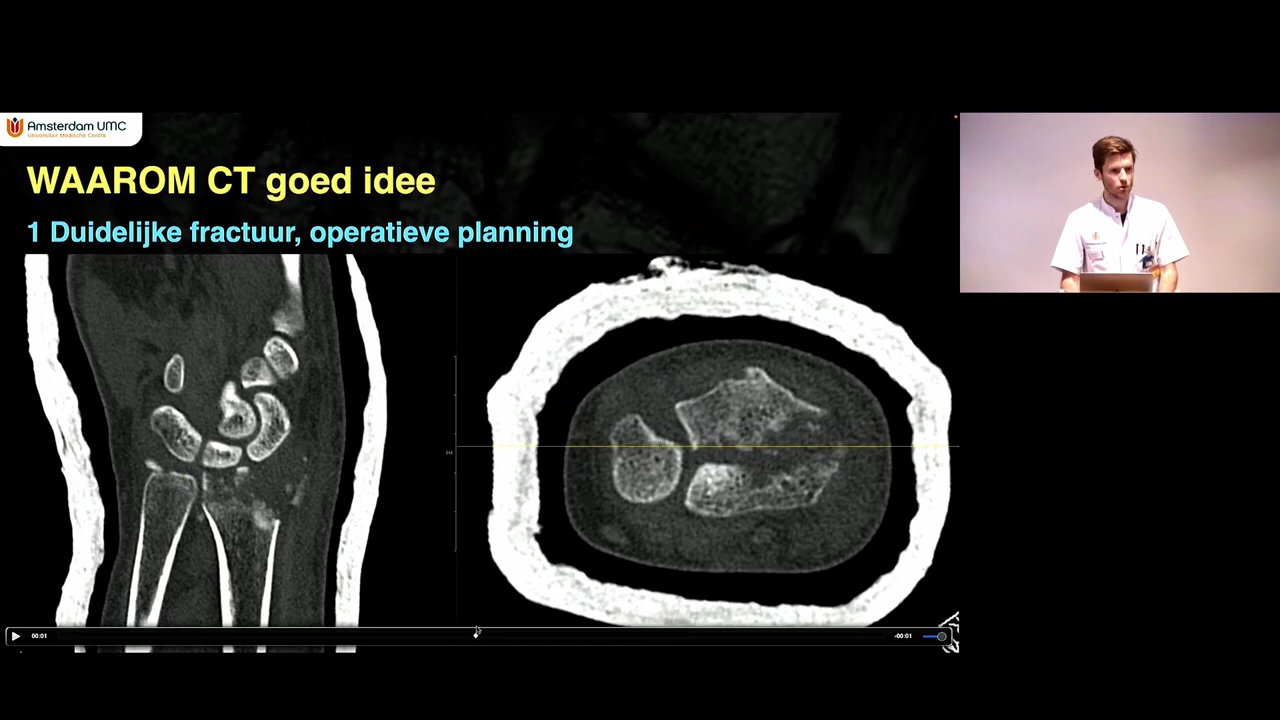 Amsterdam UMC
Universitair Medische Centra
WAAROM CT goed idee
1 Duidelijke fractuur, operatieve planning
00:01
-00:01